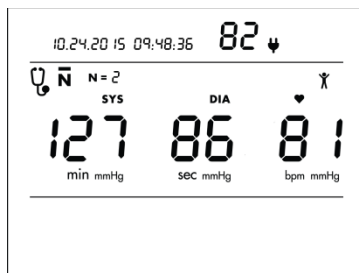 10.24.2015 09:48:36 82
N N = 2
SYS DIA
127 86 81
min mmHg sec mmHg bpm mmHg